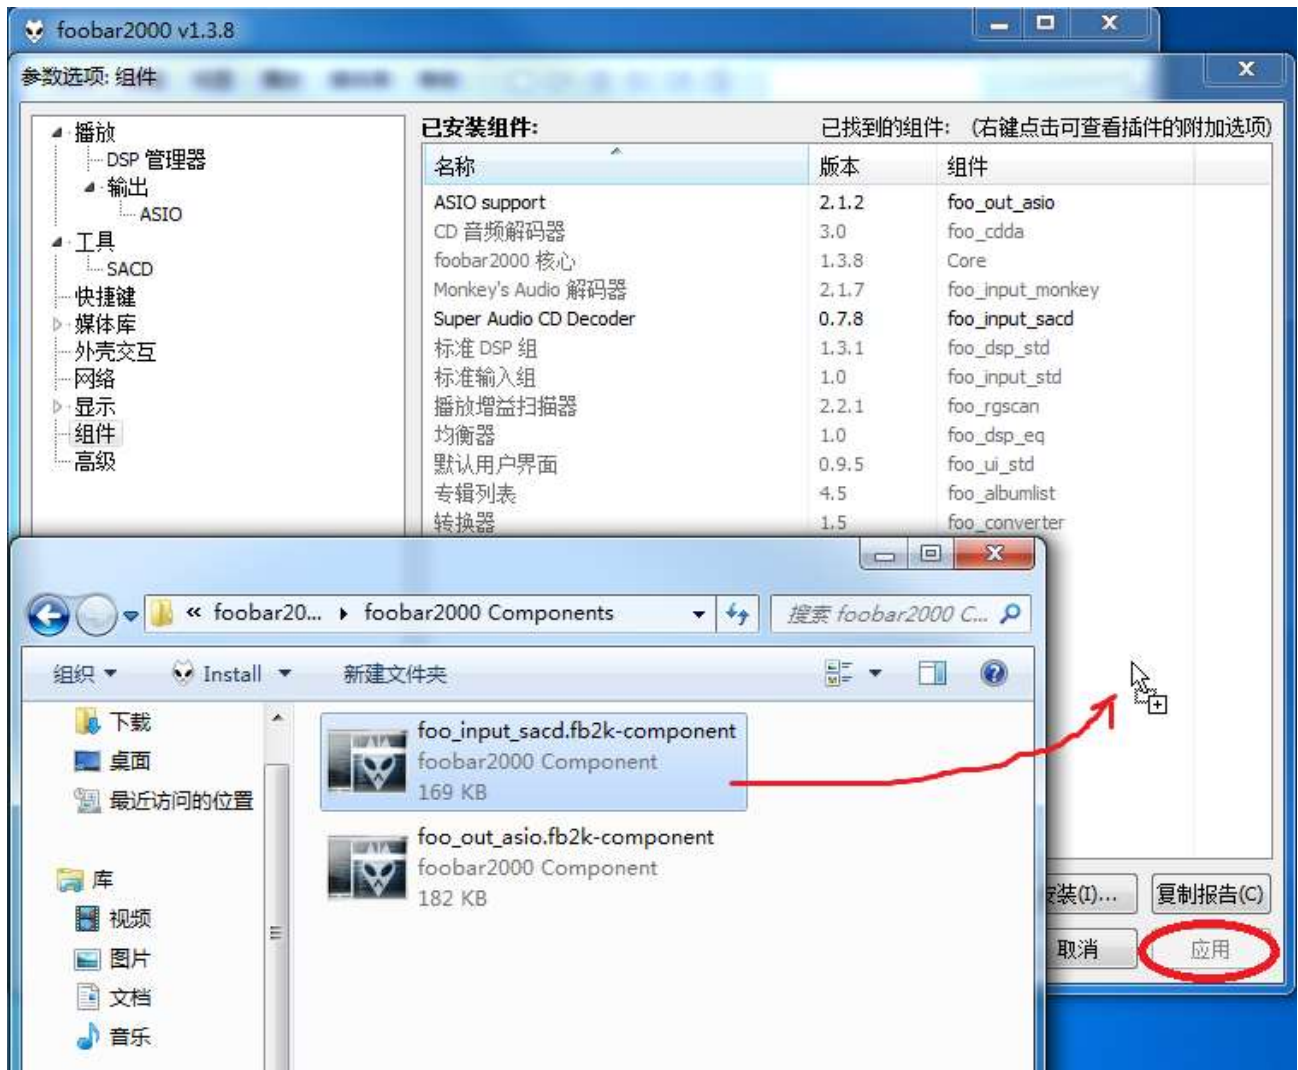 foobar2000 v1.3.8
参数选项: 组件
播放
DSP 管理器
输出
ASIO
工具
SACD
快捷键
媒体库
外壳交互
网络
显示
组件
高级
已安装组件:
已找到的组件: (右键点击可查看插件的附加选项)
名称 版本 组件
ASIO support 2.1.2 foo_out_asio
CD 音频解码器 3.0 foo_cdda
foobar2000 核心 1.3.8 Core
Monkey's Audio 解码器 2.1.7 foo_input_monkey
Super Audio CD Decoder 0.7.8 foo_input_sacd
标准 DSP 组 1.3.1 foo_dsp_std
标准输入组 1.0 foo_input_std
播放增益扫描器 2.2.1 foo_rgscan
均衡器 1.0 foo_dsp_eq
默认用户界面 0.9.5 foo_ui_std
专辑列表 4.5 foo_albumlist
转换器 1.5 foo_converter
« foobar20... foobar2000 Components
搜索 foobar2000 C...
组织 Install 新建文件夹
下载
桌面
最近访问的位置
库
视频
图片
文档
音乐
foo_input_sacd.fb2k-component
foobar2000 Component
169 KB
foo_out_asio.fb2k-component
foobar2000 Component
182 KB
装(I)... 复制报告(C)
取消 应用